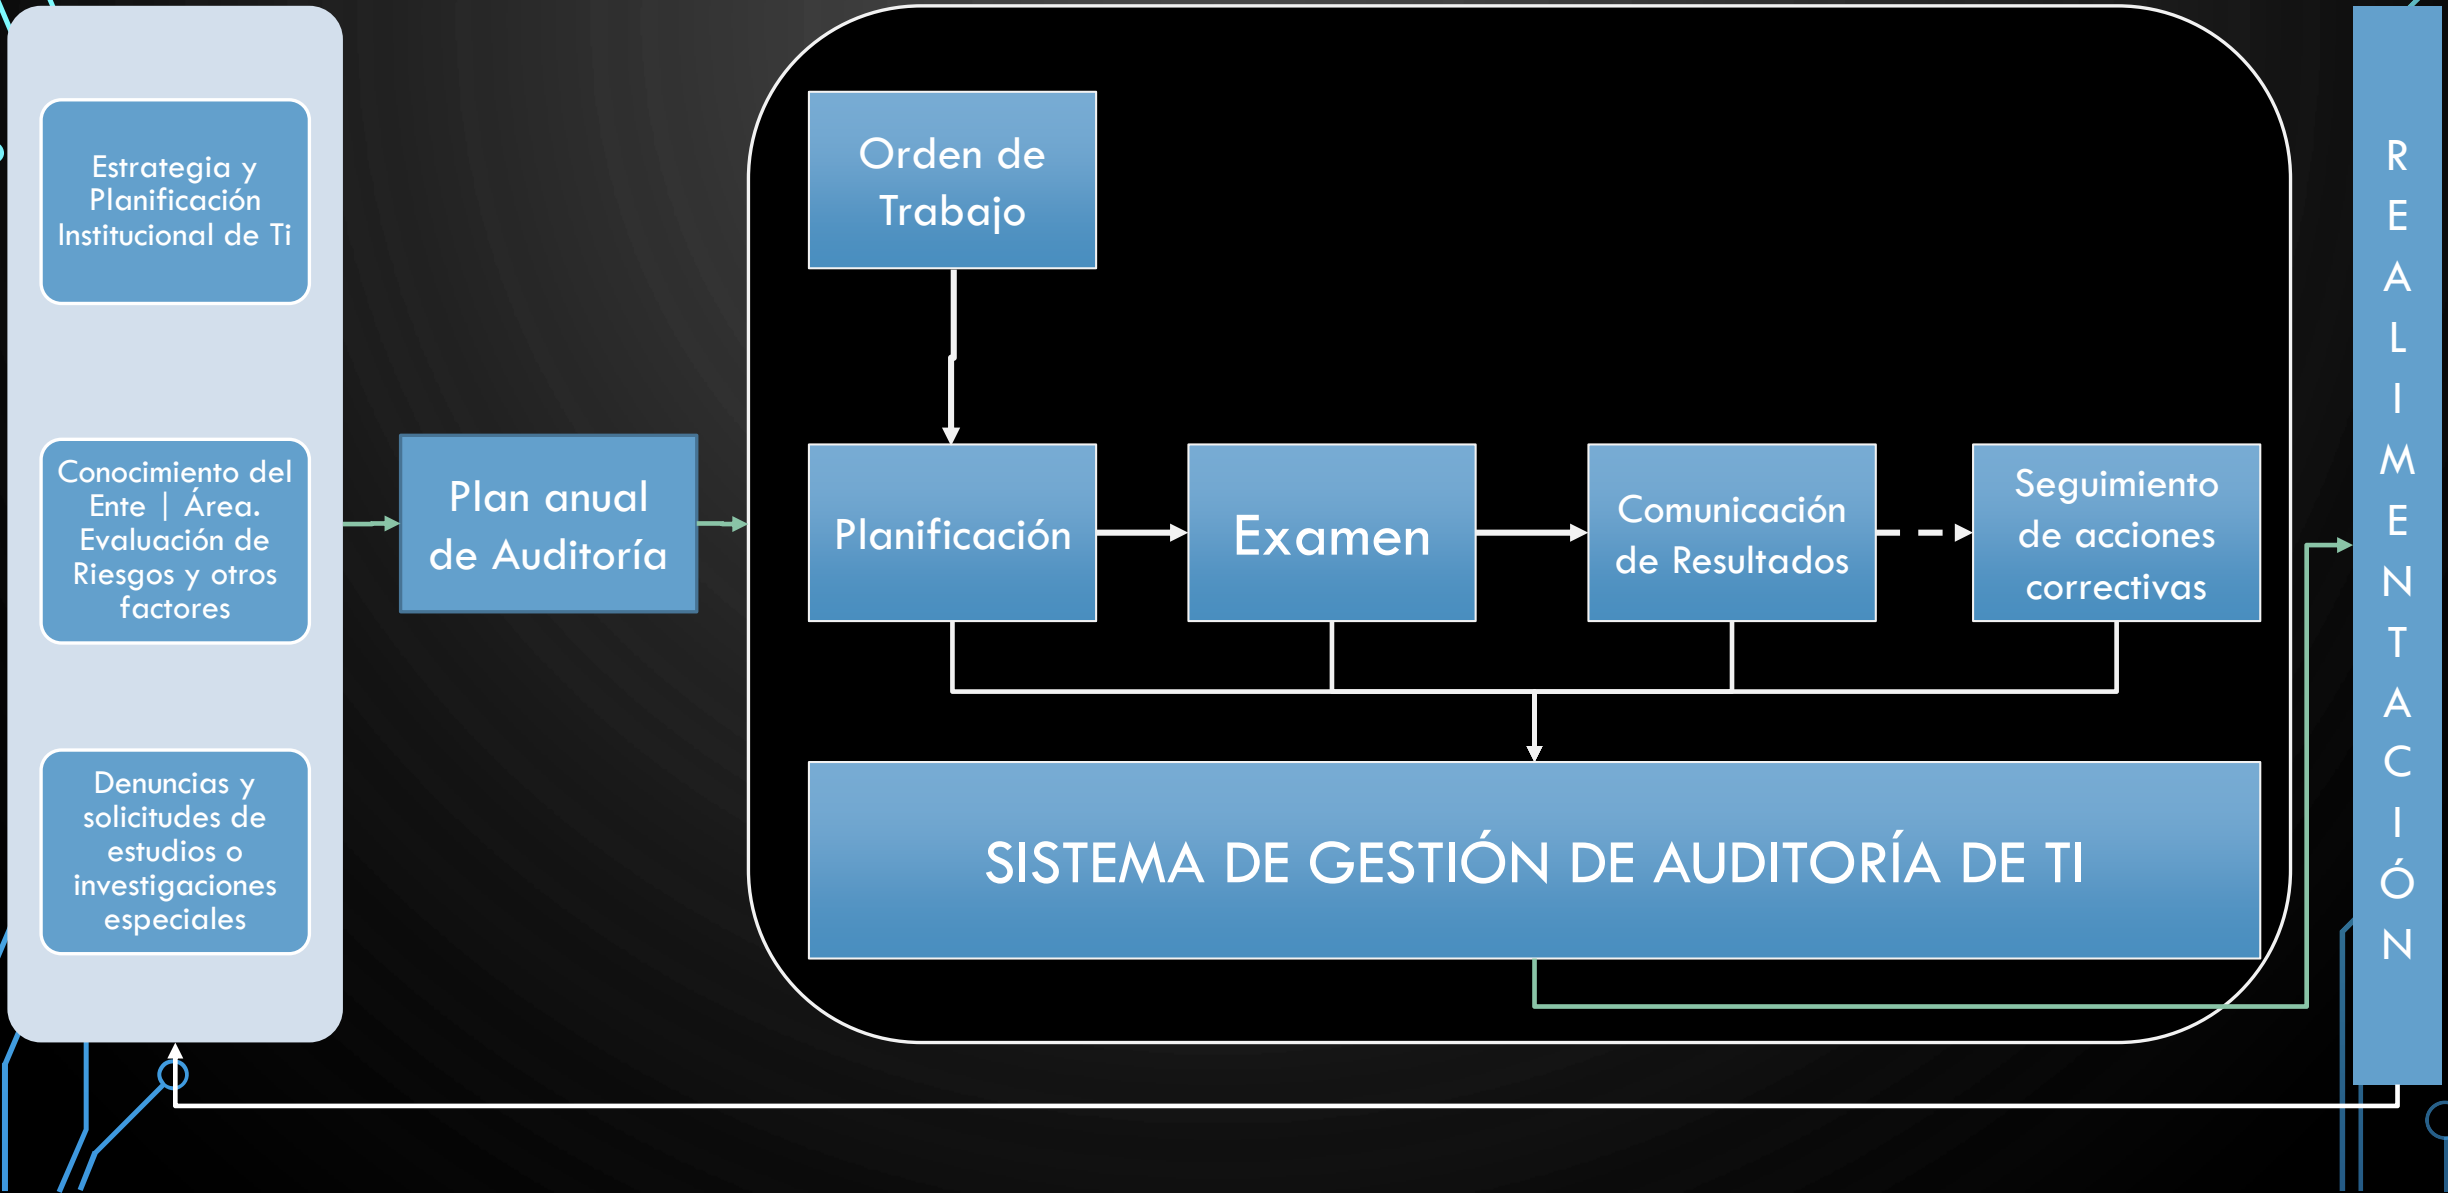 Estrategia y
Planificación
Institucional de Ti
Conocimiento del
Ente | Área.
Evaluación de
Riesgos y otros
factores
Denuncias y
solicitudes de
estudios o
investigaciones
especiales
Plan anual
de Auditoría
Orden de
Trabajo
Planificación
Examen
Comunicación
de Resultados
Seguimiento
de acciones
correctivas
SISTEMA DE GESTIÓN DE AUDITORÍA DE TI
R
E
A
L
I
M
E
N
T
A
C
I
Ó
N